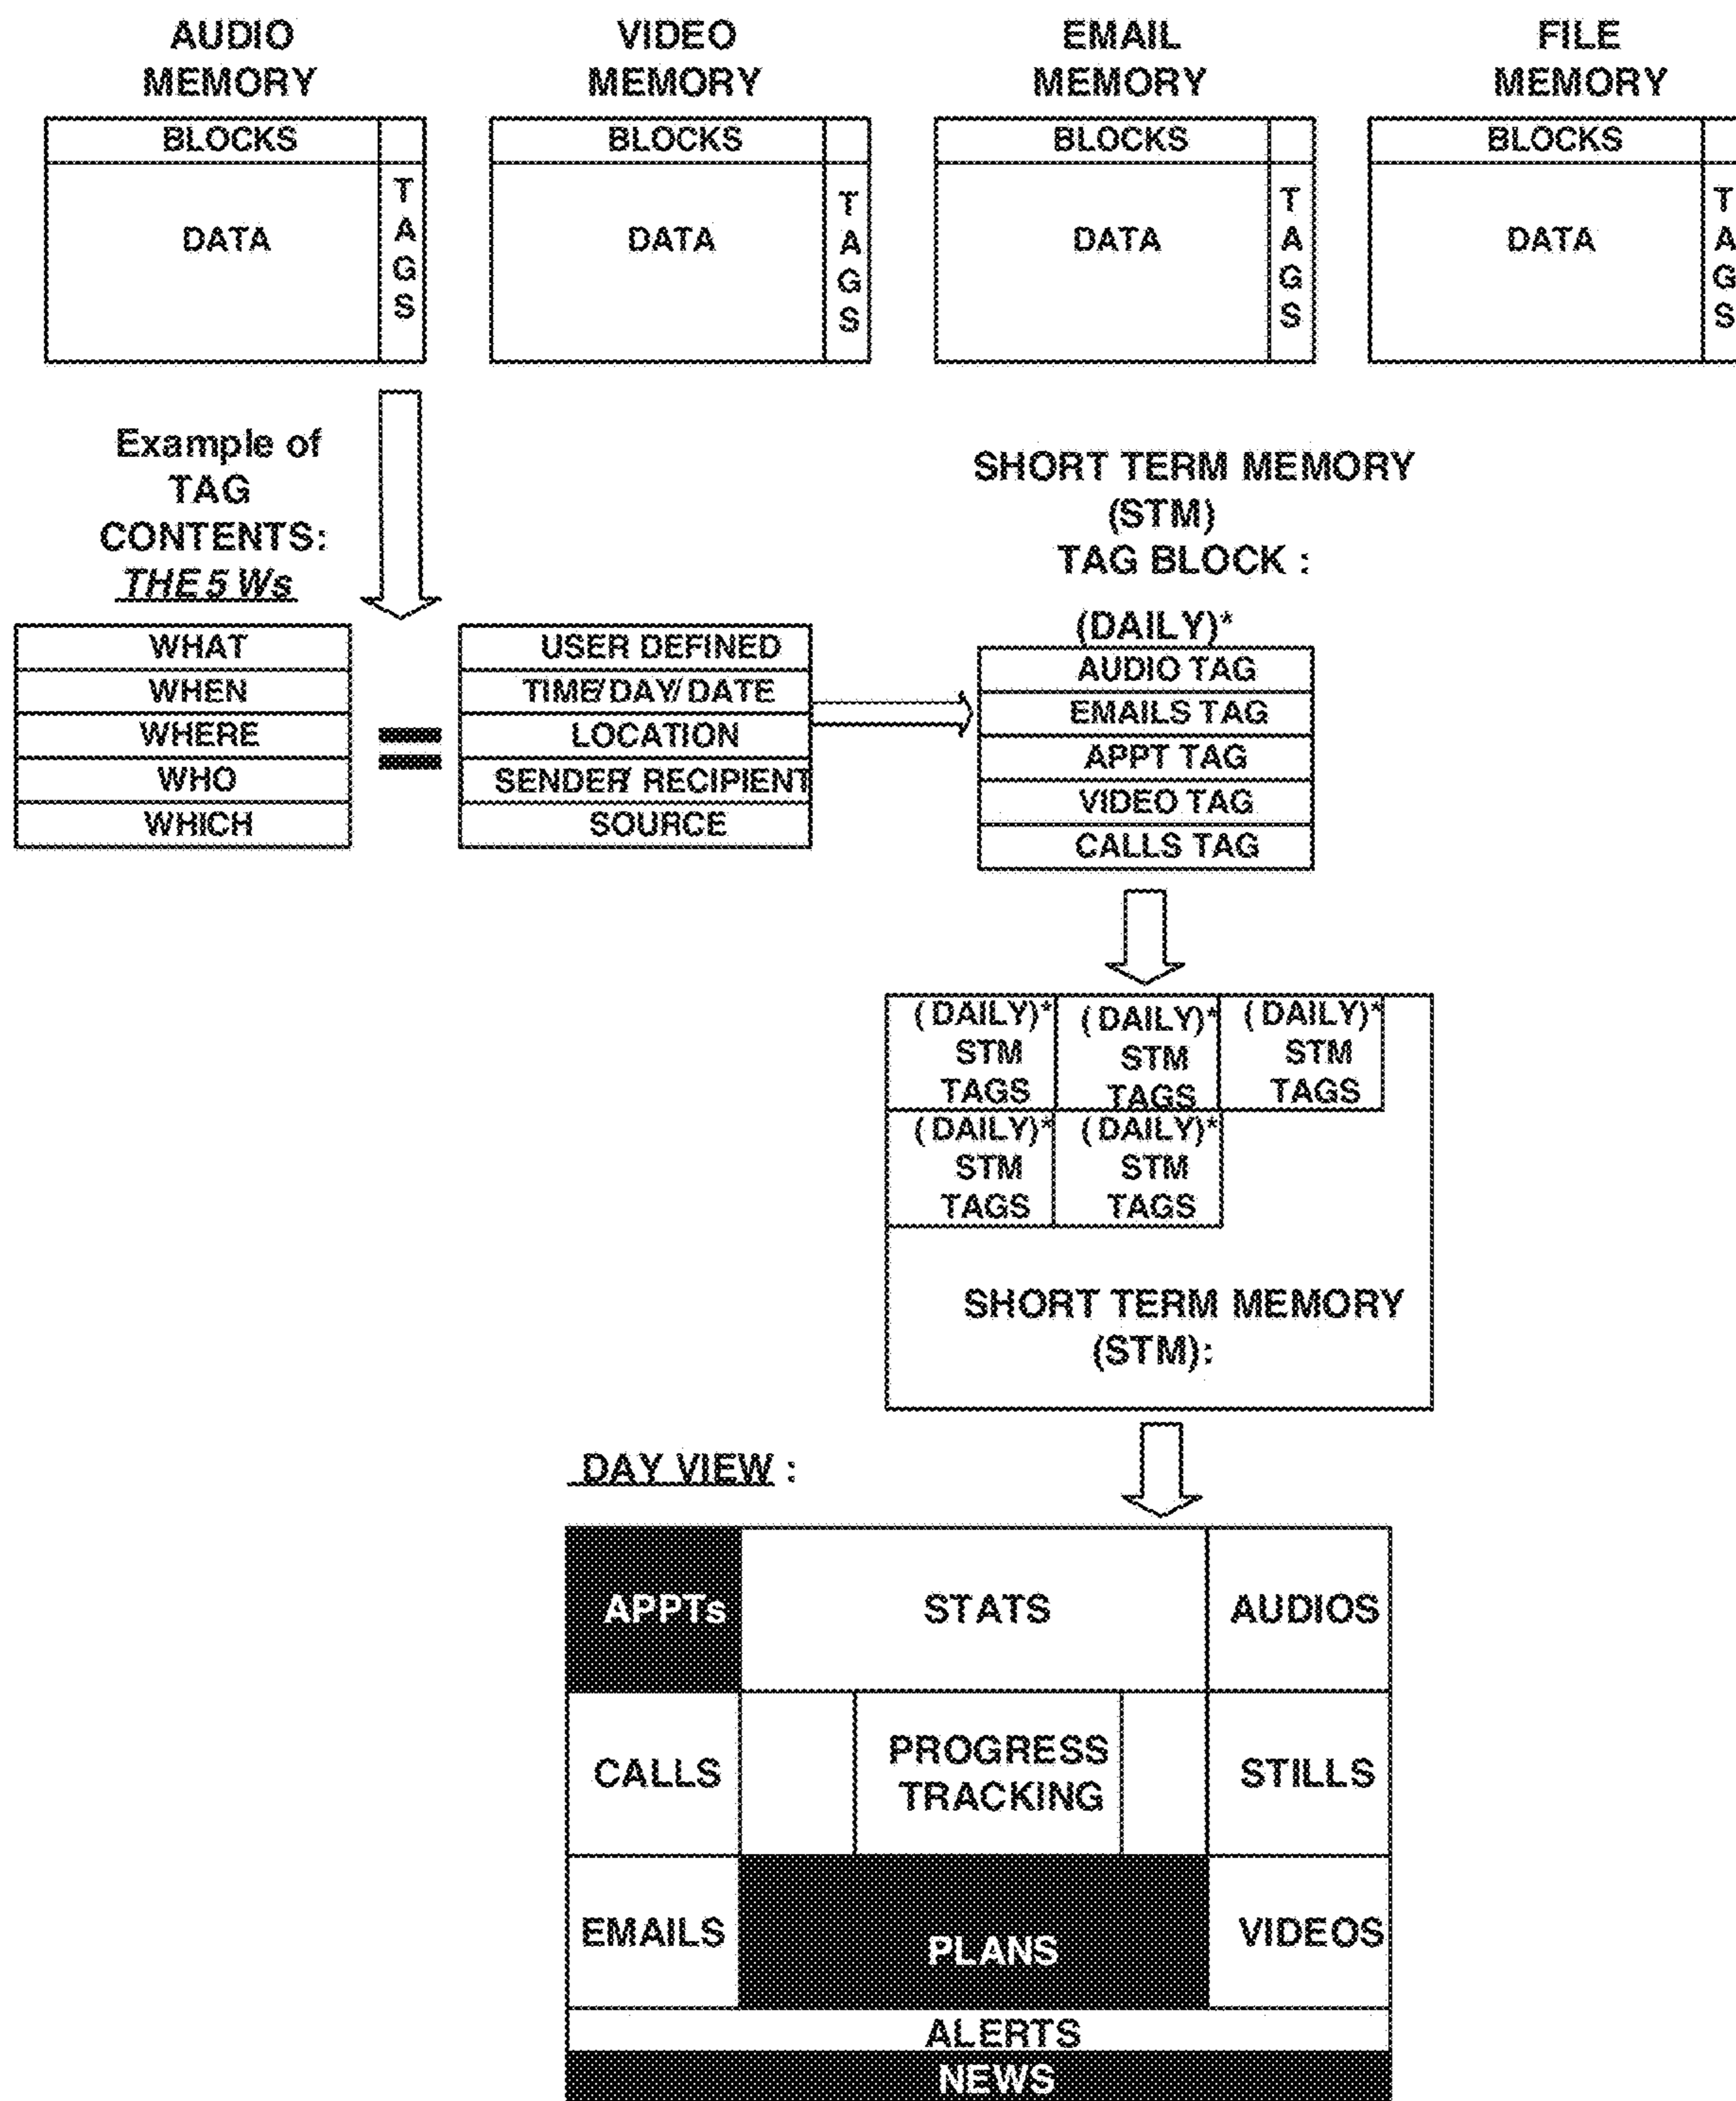 AUDIO
MEMORY
VIDEO
MEMORY
EMAIL
MEMORY
FILE
MEMORY
BLOCKS
DATA
TAGS
BLOCKS
DATA
TAGS
BLOCKS
DATA
TAGS
BLOCKS
DATA
TAGS
Example of
TAG
CONTENTS:
THE 5 Ws
WHAT
WHEN
WHERE
WHO
WHICH
=
USER DEFINED
TIME/DAY/DATE
LOCATION
SENDER/ RECIPIENT
SOURCE
SHORT TERM MEMORY
(STM)
TAG BLOCK :
(DAILY)*
AUDIO TAG
EMAILS TAG
APPT TAG
VIDEO TAG
CALLS TAG
(DAILY)*
STM
TAGS
(DAILY)*
STM
TAGS
(DAILY)*
STM
TAGS
(DAILY)*
STM
TAGS
(DAILY)*
STM
TAGS
SHORT TERM MEMORY
(STM):
DAY VIEW :
APPTs
STATS
AUDIOS
CALLS
PROGRESS
TRACKING
STILLS
EMAILS
PLANS
VIDEOS
ALERTS
NEWS